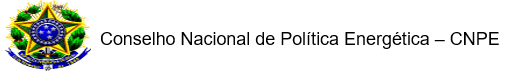 Conselho Nacional de Política Energética – CNPE